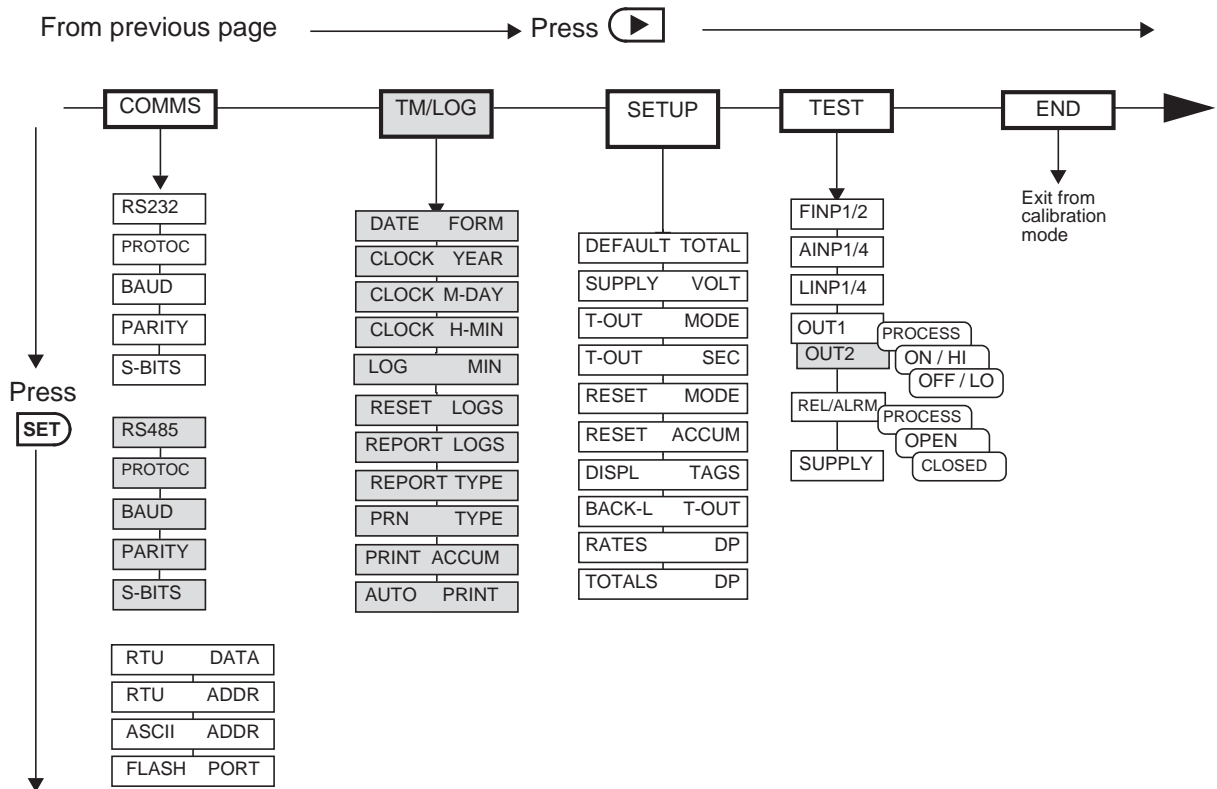 From previous page
Press
COMMS
TM/LOG
SETUP
TEST
END
Press
SET
RS232
PROTOC
BAUD
PARITY
S-BITS
RS485
PROTOC
BAUD
PARITY
S-BITS
RTU DATA
RTU ADDR
ASCII ADDR
FLASH PORT
DATE FORM
CLOCK YEAR
CLOCK M-DAY
CLOCK H-MIN
LOG MIN
RESET LOGS
REPORT LOGS
REPORT TYPE
PRN TYPE
PRINT ACCUM
AUTO PRINT
DEFAULT TOTAL
SUPPLY VOLT
T-OUT MODE
T-OUT SEC
RESET MODE
RESET ACCUM
DISPL TAGS
BACK-L T-OUT
RATES DP
TOTALS DP
FINP1/2
AINP1/4
LINP1/4
OUT1
OUT2
PROCESS
ON / HI
OFF / LO
REL/ALRM
PROCESS
OPEN
CLOSED
SUPPLY
Exit from
calibration
mode